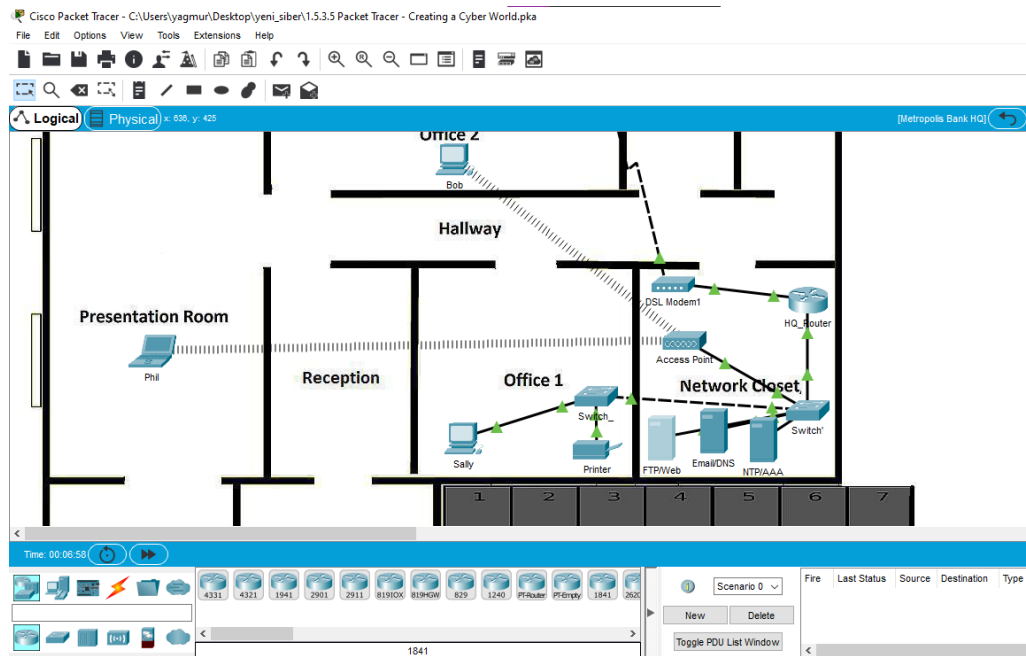 Cisco Packet Tracer - C:\Users\yagmur\Desktop\yeni_siber\1.5.3.5 Packet Tracer - Creating a Cyber World.pka
File Edit Options View Tools Extensions Help
Logical Physical x: 636, y: 425 [Metropolis Bank HQ]
Office 2
Bob
Hallway
DSL Modem1
HQ_Router
Presentation Room
Phil
Access Point
Reception
Office 1
Network Closet
Switch_
Switch'
Sally
Printer
FTP/Web
Email/DNS
NTP/AAA
1 2 3 4 5 6 7
Time: 00:06:58
4331 4321 1941 2901 2911 819IOX 819HGW 829 1240 PT-Router PT-Empty 1841 262
Scenario 0
Fire Last Status Source Destination Type
New Delete
Toggle PDU List Window
1841